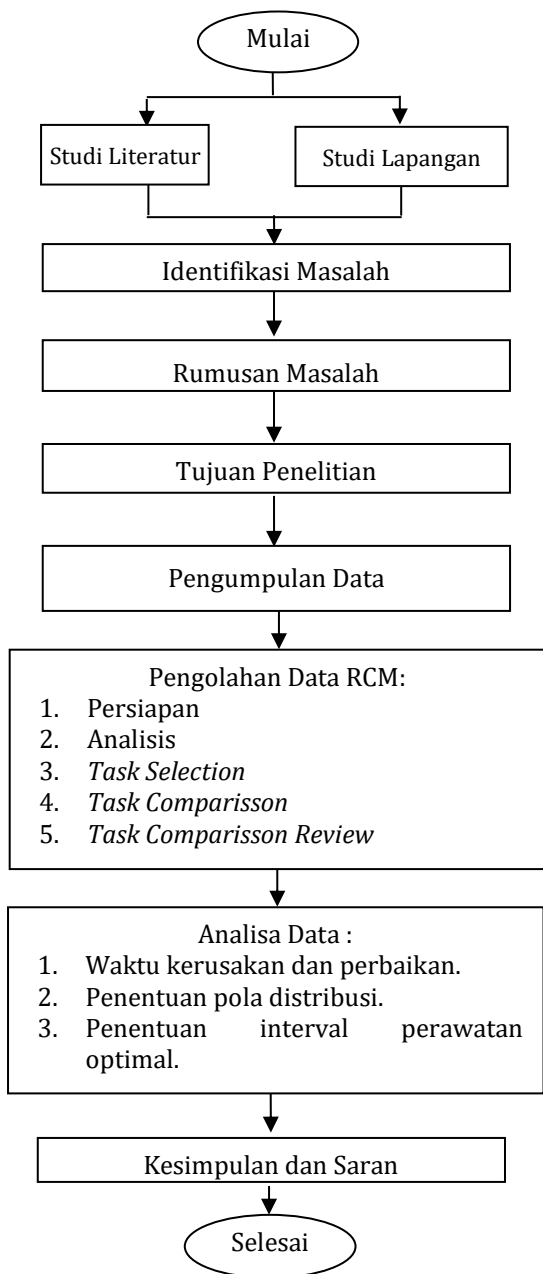 Mulai
Studi Literatur
Studi Lapangan
Identifikasi Masalah
Rumusan Masalah
Tujuan Penelitian
Pengumpulan Data
Pengolahan Data RCM:
1. Persiapan
2. Analisis
3. Task Selection
4. Task Comparisson
5. Task Comparisson Review
Analisa Data :
1. Waktu kerusakan dan perbaikan.
2. Penentuan pola distribusi.
3. Penentuan interval perawatan
optimal.
Kesimpulan dan Saran
Selesai